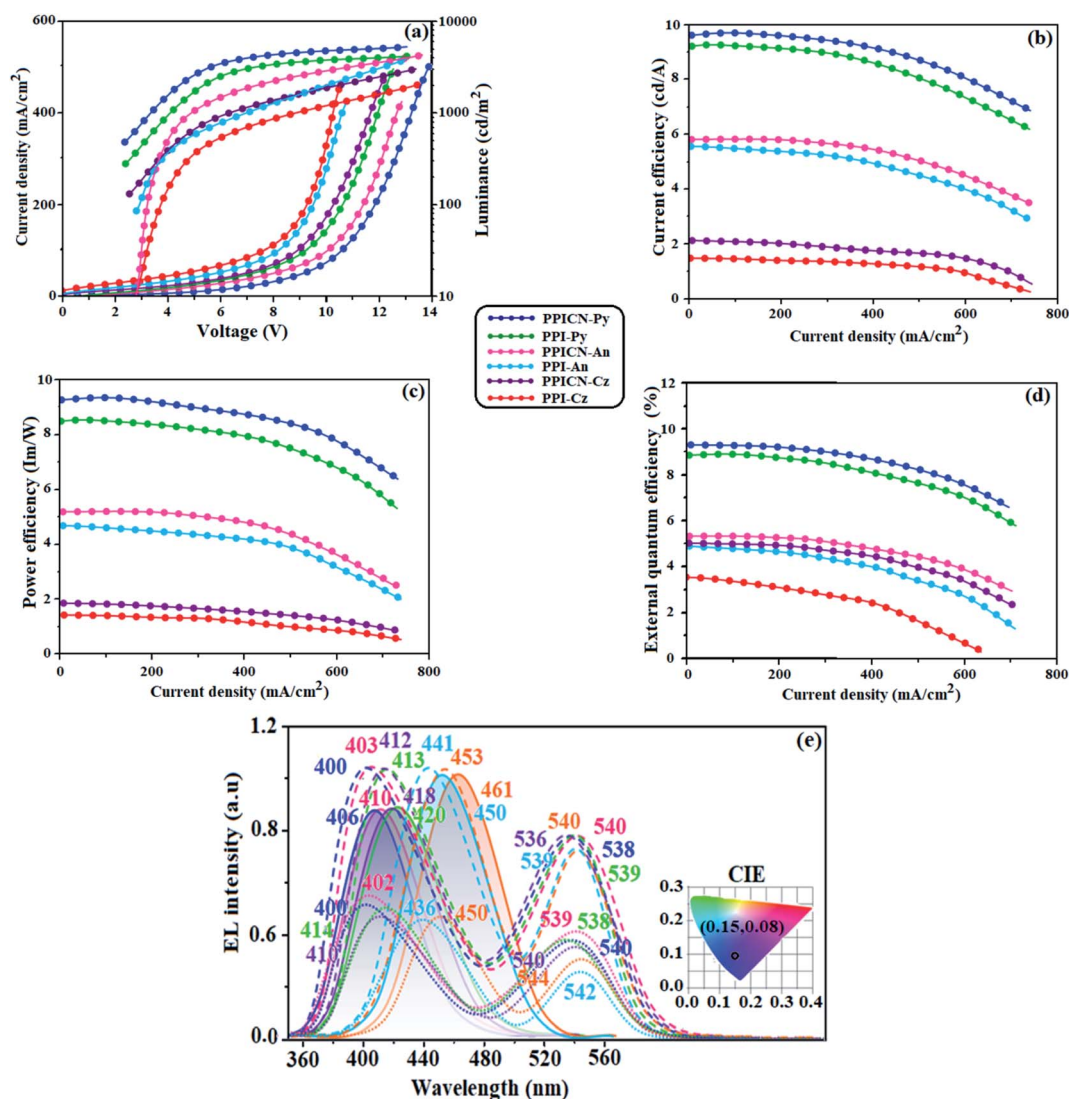 (a)
600
400
200
0
Current density (mA/cm²)
10000
1000
100
10
Luminance (cd/m²)
0 2 4 6 8 10 12 14
Voltage (V)
(b)
10
8
6
4
2
0
Current efficiency (cd/A)
0 200 400 600 800
Current density (mA/cm²)
PPICN-Py
PPI-Py
PPICN-An
PPI-An
PPICN-Cz
PPI-Cz
(c)
10
8
6
4
2
0
Power efficiency (Im/W)
0 200 400 600 800
Current density (mA/cm²)
(d)
12
10
8
6
4
2
0
External quantum efficiency (%)
0 200 400 600 800
Current density (mA/cm²)
(e)
1.2
0.8
0.6
0.0
EL intensity (a.u)
403 412 441 453
400 413 461
410 418 450
406 420
402
400 436 450
414
410
536 540 540
539 538
539
539 538
540 540
544 542
CIE
0.3
0.2
0.1
0.0
(0.15,0.08)
0.0 0.1 0.2 0.3 0.4
360 400 440 480 520 560
Wavelength (nm)